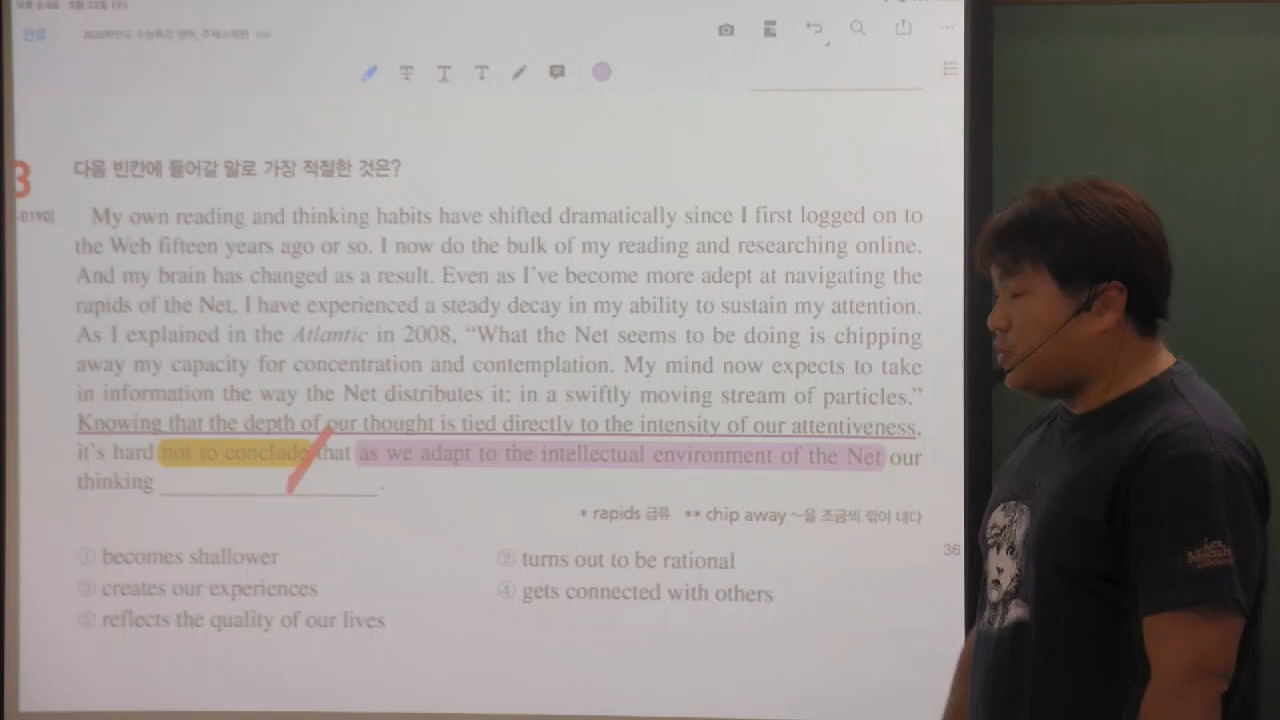 완료
3
다음 빈칸에 들어갈 말로 가장 적절한 것은?
-0190]
My own reading and thinking habits have shifted dramatically since I first logged on to
the Web fifteen years ago or so. I now do the bulk of my reading and researching online.
And my brain has changed as a result. Even as I've become more adept at navigating the
rapids of the Net, I have experienced a steady decay in my ability to sustain my attention.
As I explained in the Atlantic in 2008, “What the Net seems to be doing is chipping
away my capacity for concentration and contemplation. My mind now expects to take
in information the way the Net distributes it: in a swiftly moving stream of particles.”
Knowing that the depth of our thought is tied directly to the intensity of our attentiveness,
it's hard not to conclude that as we adapt to the intellectual environment of the Net our
thinking ____________.
* rapids 급류 ** chip away ~을 조금씩 깎아 내다
① becomes shallower
② turns out to be rational
③ creates our experiences
④ gets connected with others
⑤ reflects the quality of our lives
36